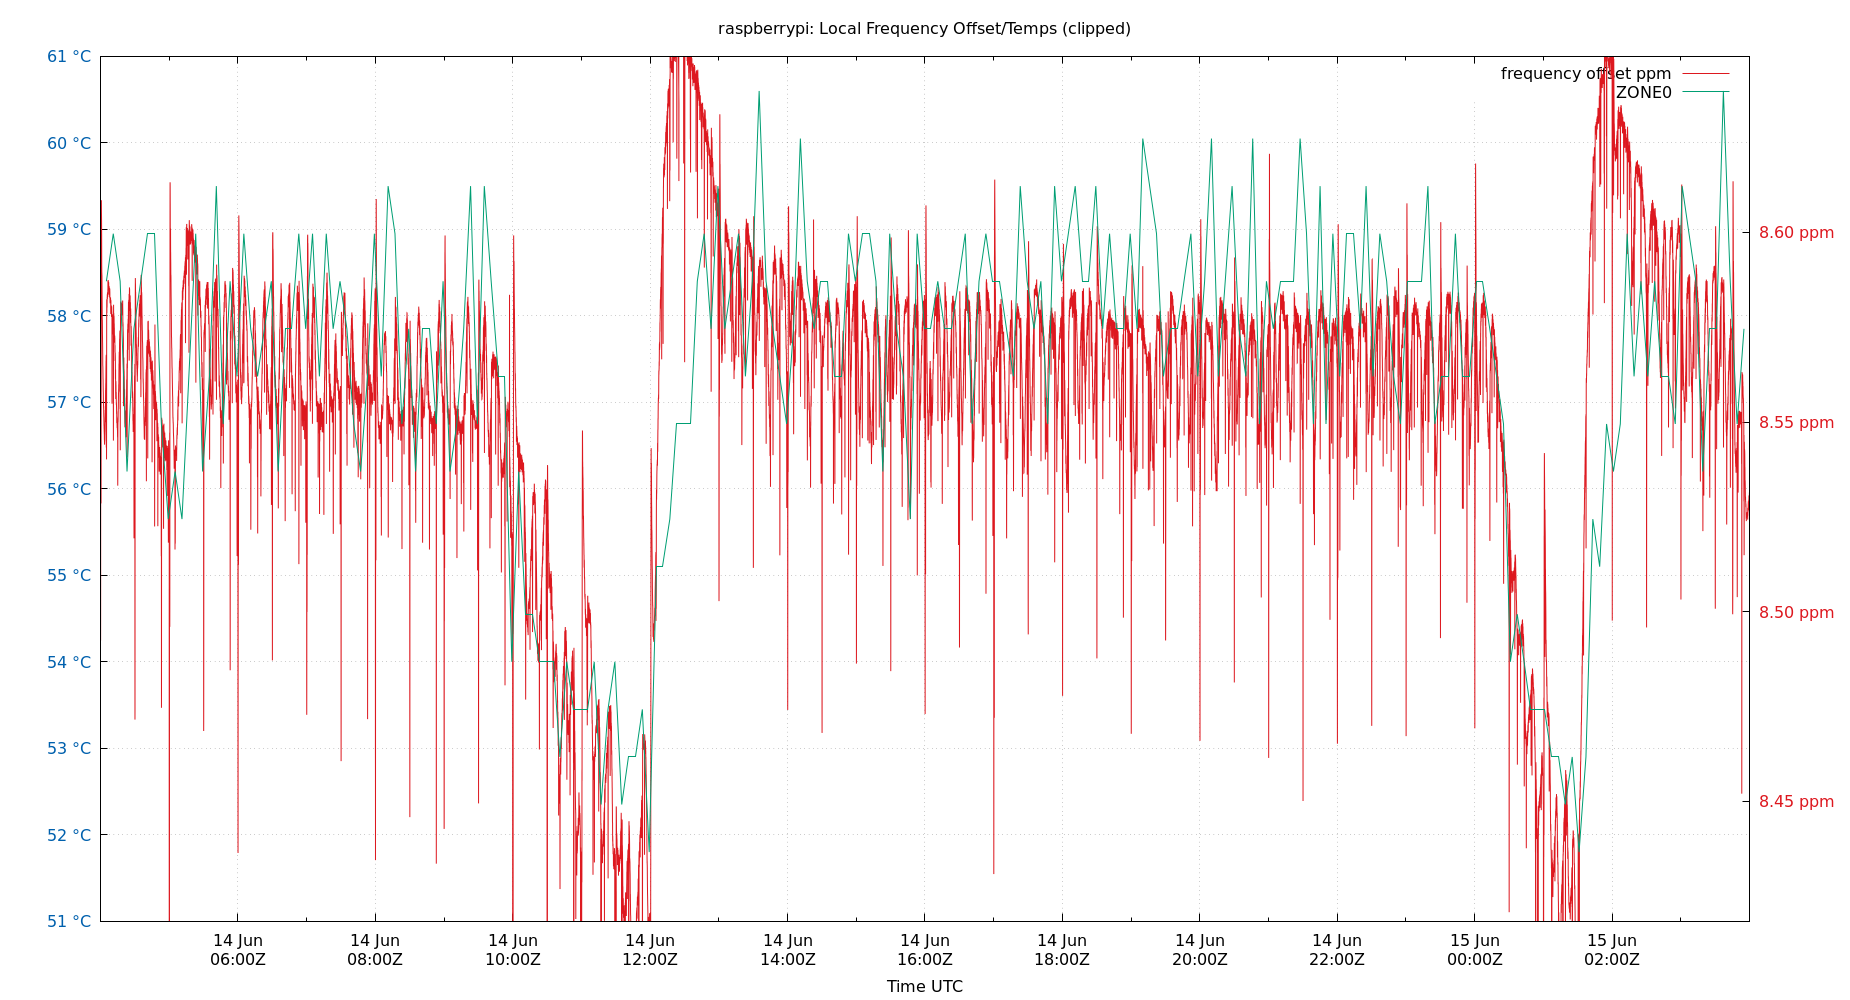 raspberrypi: Local Frequency Offset/Temps (clipped)
61 °C
60 °C
59 °C
58 °C
57 °C
56 °C
55 °C
54 °C
53 °C
52 °C
51 °C
frequency offset ppm
ZONE0
8.60 ppm
8.55 ppm
8.50 ppm
8.45 ppm
14 Jun
06:00Z
14 Jun
08:00Z
14 Jun
10:00Z
14 Jun
12:00Z
14 Jun
14:00Z
14 Jun
16:00Z
14 Jun
18:00Z
14 Jun
20:00Z
14 Jun
22:00Z
15 Jun
00:00Z
15 Jun
02:00Z
Time UTC